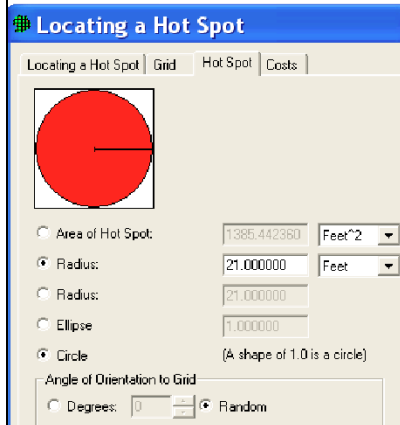 Locating a Hot Spot
Locating a Hot Spot Grid Hot Spot Costs
Area of Hot Spot: 1385.442360 Feet^2
Radius: 21.000000 Feet
Radius: 21.000000
Ellipse 1.000000
Circle (A shape of 1.0 is a circle)
Angle of Orientation to Grid
Degrees: 0 Random